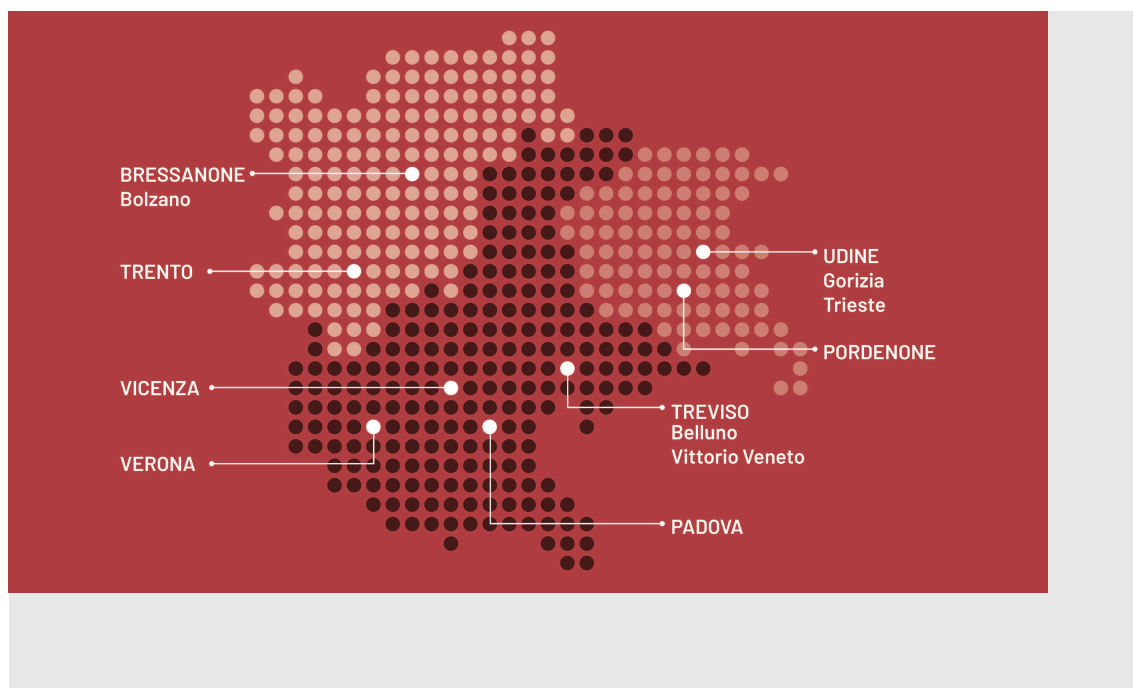 BRESSANONE
Bolzano
TRENTO
VICENZA
VERONA
UDINE
Gorizia
Trieste
PORDENONE
TREVISO
Belluno
Vittorio Veneto
PADOVA